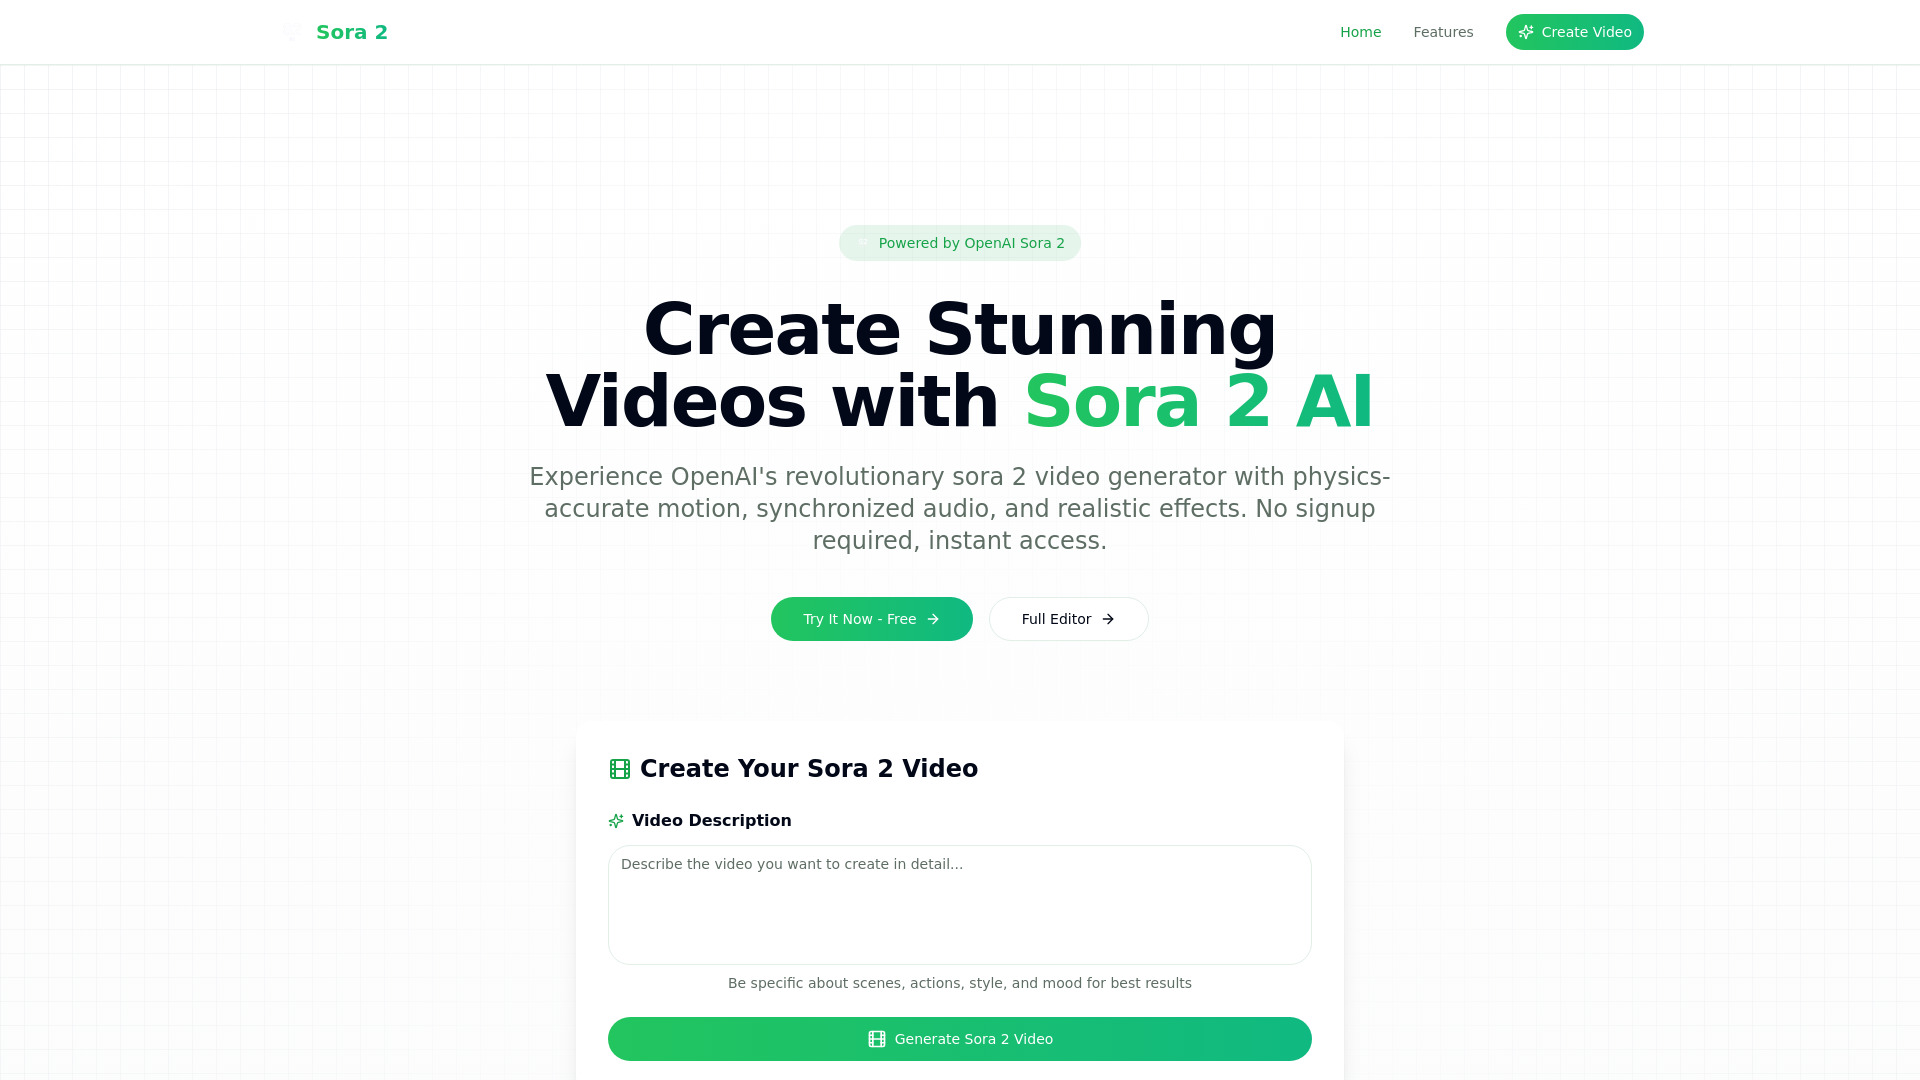 Sora 2
Home
Features
Create Video
Powered by OpenAI Sora 2
Create Stunning
Videos with Sora 2 AI
Experience OpenAI's revolutionary sora 2 video generator with physics-
accurate motion, synchronized audio, and realistic effects. No signup
required, instant access.
Try It Now - Free
Full Editor
Create Your Sora 2 Video
Video Description
Describe the video you want to create in detail...
Be specific about scenes, actions, style, and mood for best results
Generate Sora 2 Video